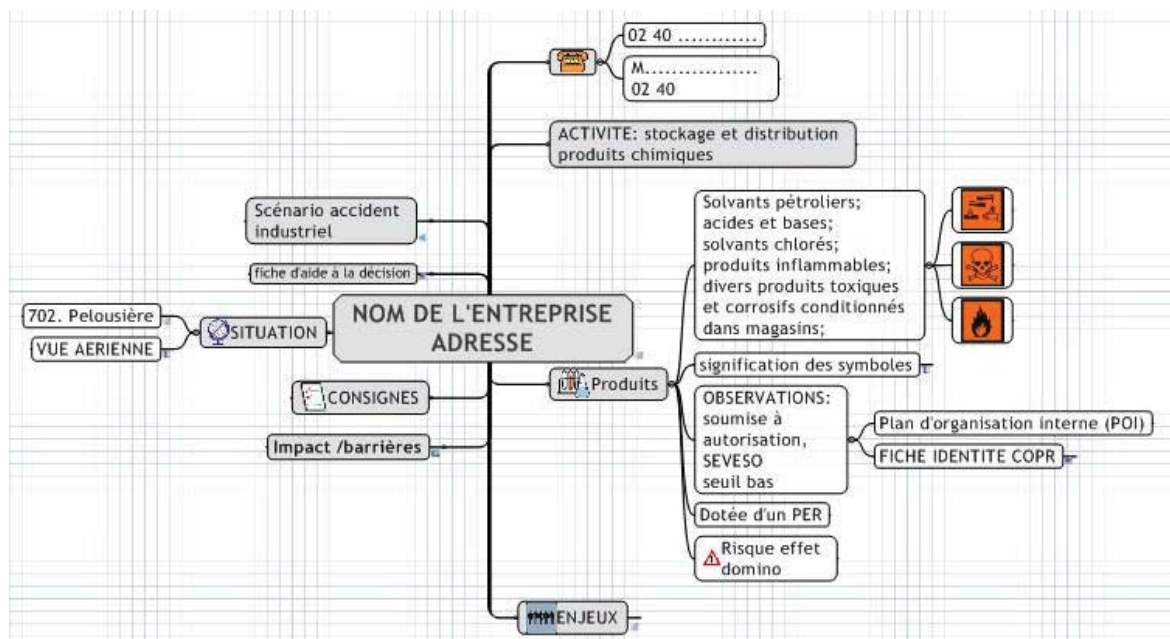 02 40 ............
M.................
02 40
ACTIVITE: stockage et distribution
produits chimiques
Scénario accident
industriel
fiche d'aide à la décision
702. Pelousière
VUE AERIENNE
SITUATION
NOM DE L'ENTREPRISE
ADRESSE
CONSIGNES
Impact /barrières
Produits
Solvants pétroliers;
acides et bases;
solvants chlorés;
produits inflammables;
divers produits toxiques
et corrosifs conditionnés
dans magasins;
signification des symboles
OBSERVATIONS:
soumise à
autorisation,
SEVESO
seuil bas
Plan d'organisation interne (POI)
FICHE IDENTITE COPR
Dotée d'un PER
Risque effet
domino
ENJEUX